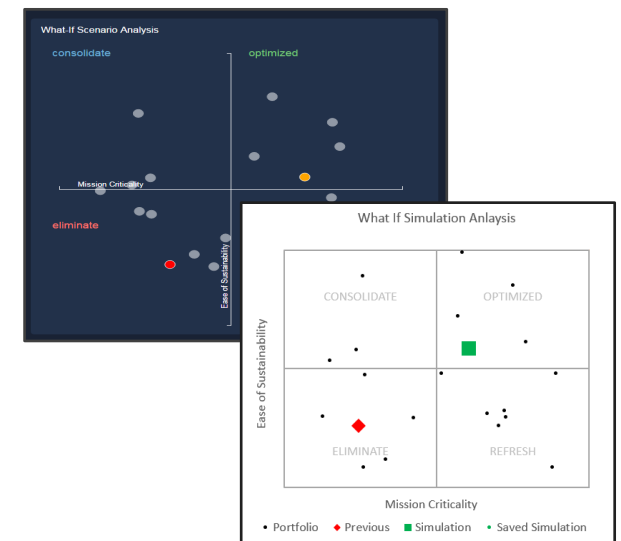 What-If Scenario Analysis
consolidate
optimized
Mission Criticality
eliminate
Ease of Sustainability
What If Simulation Anlaysis
CONSOLIDATE
OPTIMIZED
Ease of Sustainability
ELIMINATE
REFRESH
Mission Criticality
Portfolio Previous Simulation Saved Simulation